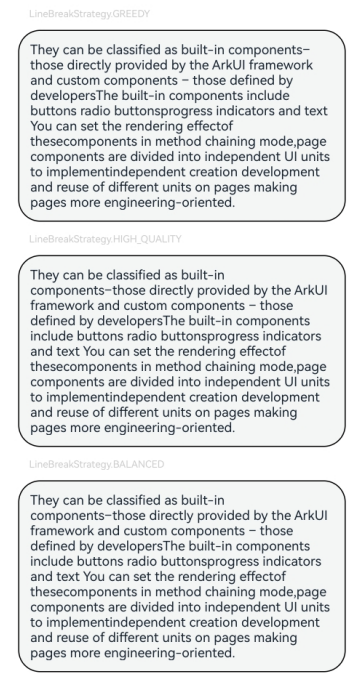 LineBreakStrategy.GREEDY
They can be classified as built-in components–
those directly provided by the ArkUI framework
and custom components – those defined by
developersThe built-in components include
buttons radio buttonsprogress indicators and text
You can set the rendering effectof
thesecomponents in method chaining mode,page
components are divided into independent UI units
to implementindependent creation development
and reuse of different units on pages making
pages more engineering-oriented.
LineBreakStrategy.HIGH_QUALITY
They can be classified as built-in
components–those directly provided by the ArkUI
framework and custom components – those
defined by developersThe built-in components
include buttons radio buttonsprogress indicators
and text You can set the rendering effectof
thesecomponents in method chaining mode,page
components are divided into independent UI units
to implementindependent creation development
and reuse of different units on pages making
pages more engineering-oriented.
LineBreakStrategy.BALANCED
They can be classified as built-in
components–those directly provided by the ArkUI
framework and custom components – those
defined by developersThe built-in components
include buttons radio buttonsprogress indicators
and text You can set the rendering effectof
thesecomponents in method chaining mode,page
components are divided into independent UI units
to implementindependent creation development
and reuse of different units on pages making
pages more engineering-oriented.